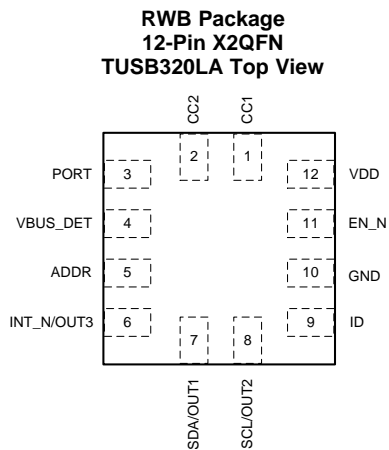 RWB Package
12-Pin X2QFN
TUSB320LA Top View
CC2
CC1
2
1
PORT
3
12
VDD
VBUS_DET
4
11
EN_N
ADDR
5
10
GND
INT_N/OUT3
6
9
ID
7
8
SDA/OUT1
SCL/OUT2